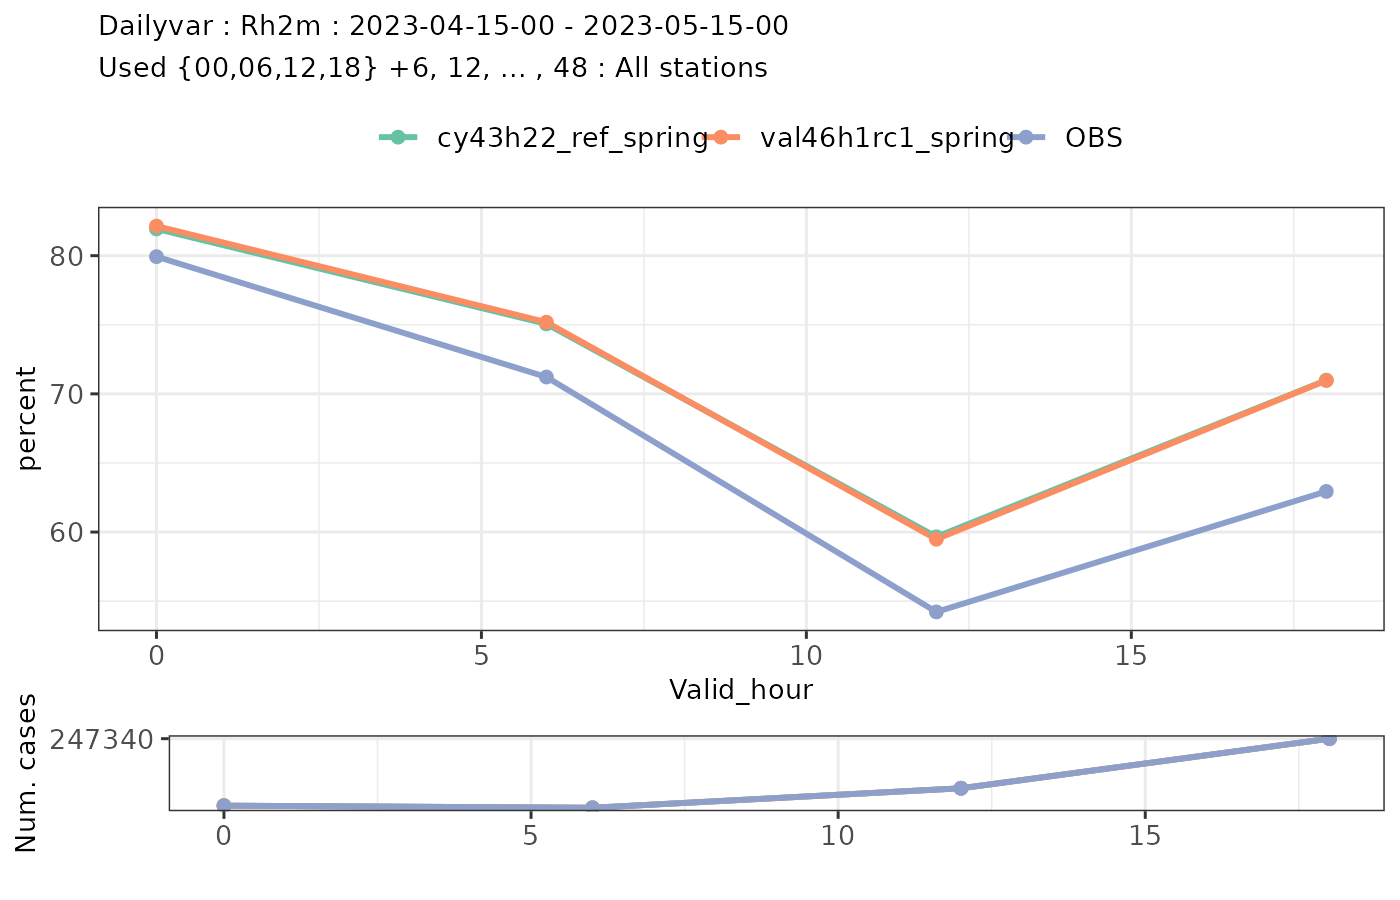 Dailyvar : Rh2m : 2023-04-15-00 - 2023-05-15-00
Used {00,06,12,18} +6, 12, ... , 48 : All stations
cy43h22_ref_spring val46h1rc1_spring OBS
percent
80
70
60
0 5 10 15
Valid_hour
Num. cases
247340
0 5 10 15